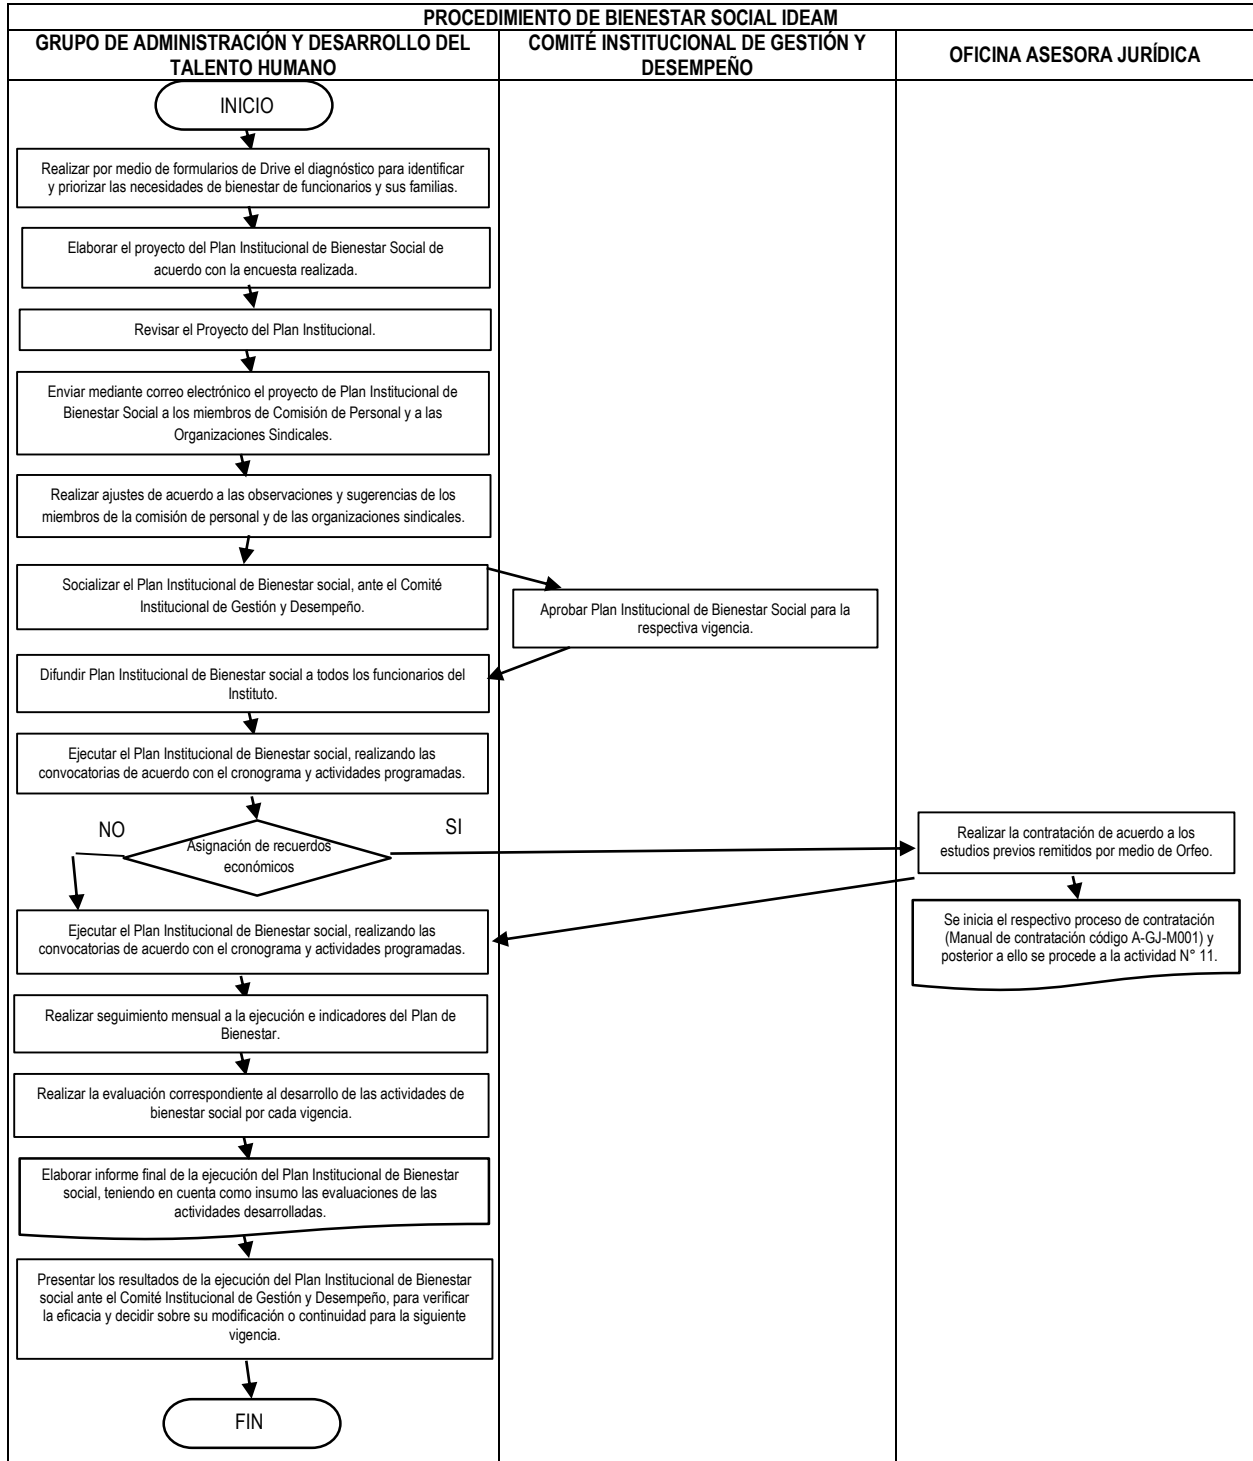 PROCEDIMIENTO DE BIENESTAR SOCIAL IDEAM
GRUPO DE ADMINISTRACIÓN Y DESARROLLO DEL
TALENTO HUMANO
COMITÉ INSTITUCIONAL DE GESTIÓN Y
DESEMPEÑO
OFICINA ASESORA JURÍDICA
INICIO
Realizar por medio de formularios de Drive el diagnóstico para identificar
y priorizar las necesidades de bienestar de funcionarios y sus familias.
Elaborar el proyecto del Plan Institucional de Bienestar Social de
acuerdo con la encuesta realizada.
Revisar el Proyecto del Plan Institucional.
Enviar mediante correo electrónico el proyecto de Plan Institucional de
Bienestar Social a los miembros de Comisión de Personal y a las
Organizaciones Sindicales.
Realizar ajustes de acuerdo a las observaciones y sugerencias de los
miembros de la comisión de personal y de las organizaciones sindicales.
Socializar el Plan Institucional de Bienestar social, ante el Comité
Institucional de Gestión y Desempeño.
Aprobar Plan Institucional de Bienestar Social para la
respectiva vigencia.
Difundir Plan Institucional de Bienestar social a todos los funcionarios del
Instituto.
Ejecutar el Plan Institucional de Bienestar social, realizando las
convocatorias de acuerdo con el cronograma y actividades programadas.
NO
SI
Asignación de recuerdos
económicos
Realizar la contratación de acuerdo a los
estudios previos remitidos por medio de Orfeo.
Se inicia el respectivo proceso de contratación
(Manual de contratación código A-GJ-M001) y
posterior a ello se procede a la actividad N° 11.
Ejecutar el Plan Institucional de Bienestar social, realizando las
convocatorias de acuerdo con el cronograma y actividades programadas.
Realizar seguimiento mensual a la ejecución e indicadores del Plan de
Bienestar.
Realizar la evaluación correspondiente al desarrollo de las actividades de
bienestar social por cada vigencia.
Elaborar informe final de la ejecución del Plan Institucional de Bienestar
social, teniendo en cuenta como insumo las evaluaciones de las
actividades desarrolladas.
Presentar los resultados de la ejecución del Plan Institucional de Bienestar
social ante el Comité Institucional de Gestión y Desempeño, para verificar
la eficacia y decidir sobre su modificación o continuidad para la siguiente
vigencia.
FIN